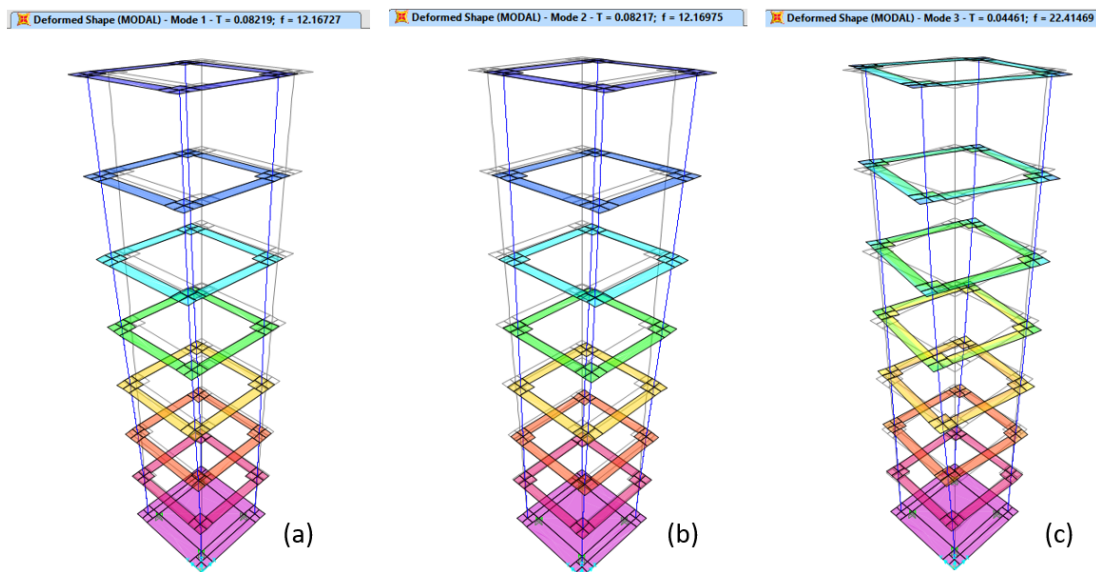 Deformed Shape (MODAL) - Mode 1 - T = 0.08219;  f = 12.16727
Deformed Shape (MODAL) - Mode 2 - T = 0.08217;  f = 12.16975
Deformed Shape (MODAL) - Mode 3 - T = 0.04461;  f = 22.41469
(a)
(b)
(c)